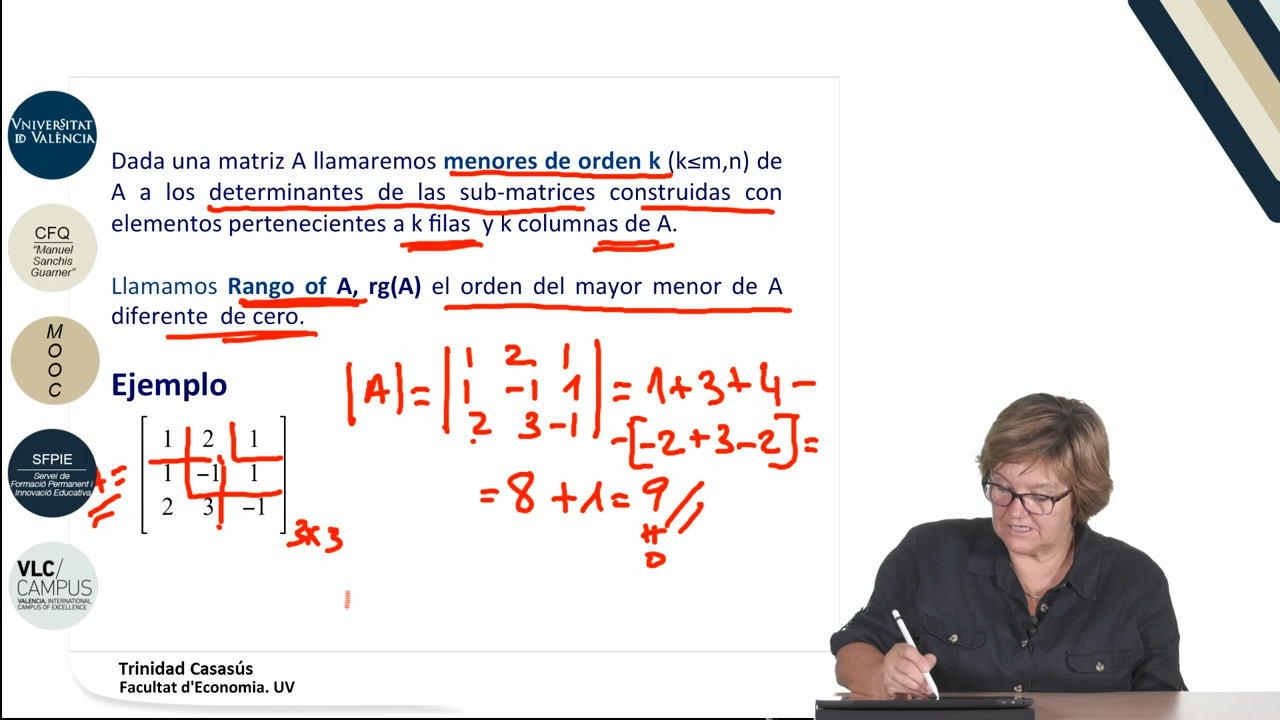 VNIVERSITAT
ID VALÈNCIA
CFQ
"Manuel
Sanchis
Guarner"
M
O
O
C
SFPIE
Servei de
Formació Permanent i
Innovació Educativa
VLC/
CAMPUS
VALENCIA, INTERNATIONAL
CAMPUS OF EXCELLENCE
Dada una matriz A llamaremos menores de orden k (k≤m,n) de
A a los determinantes de las sub-matrices construidas con
elementos pertenecientes a k filas y k columnas de A.
Llamamos Rango of A, rg(A) el orden del mayor menor de A
diferente de cero.
Ejemplo
1 2 1
1 −1 1
2 3 −1
3x3
|A| = | 1 2 1 | = 1+3+4−
1 −1 1
2 3 −1
−[−2+3−2] =
= 8 + 1 = 9 //
≠
0
Trinidad Casasús
Facultat d'Economia. UV